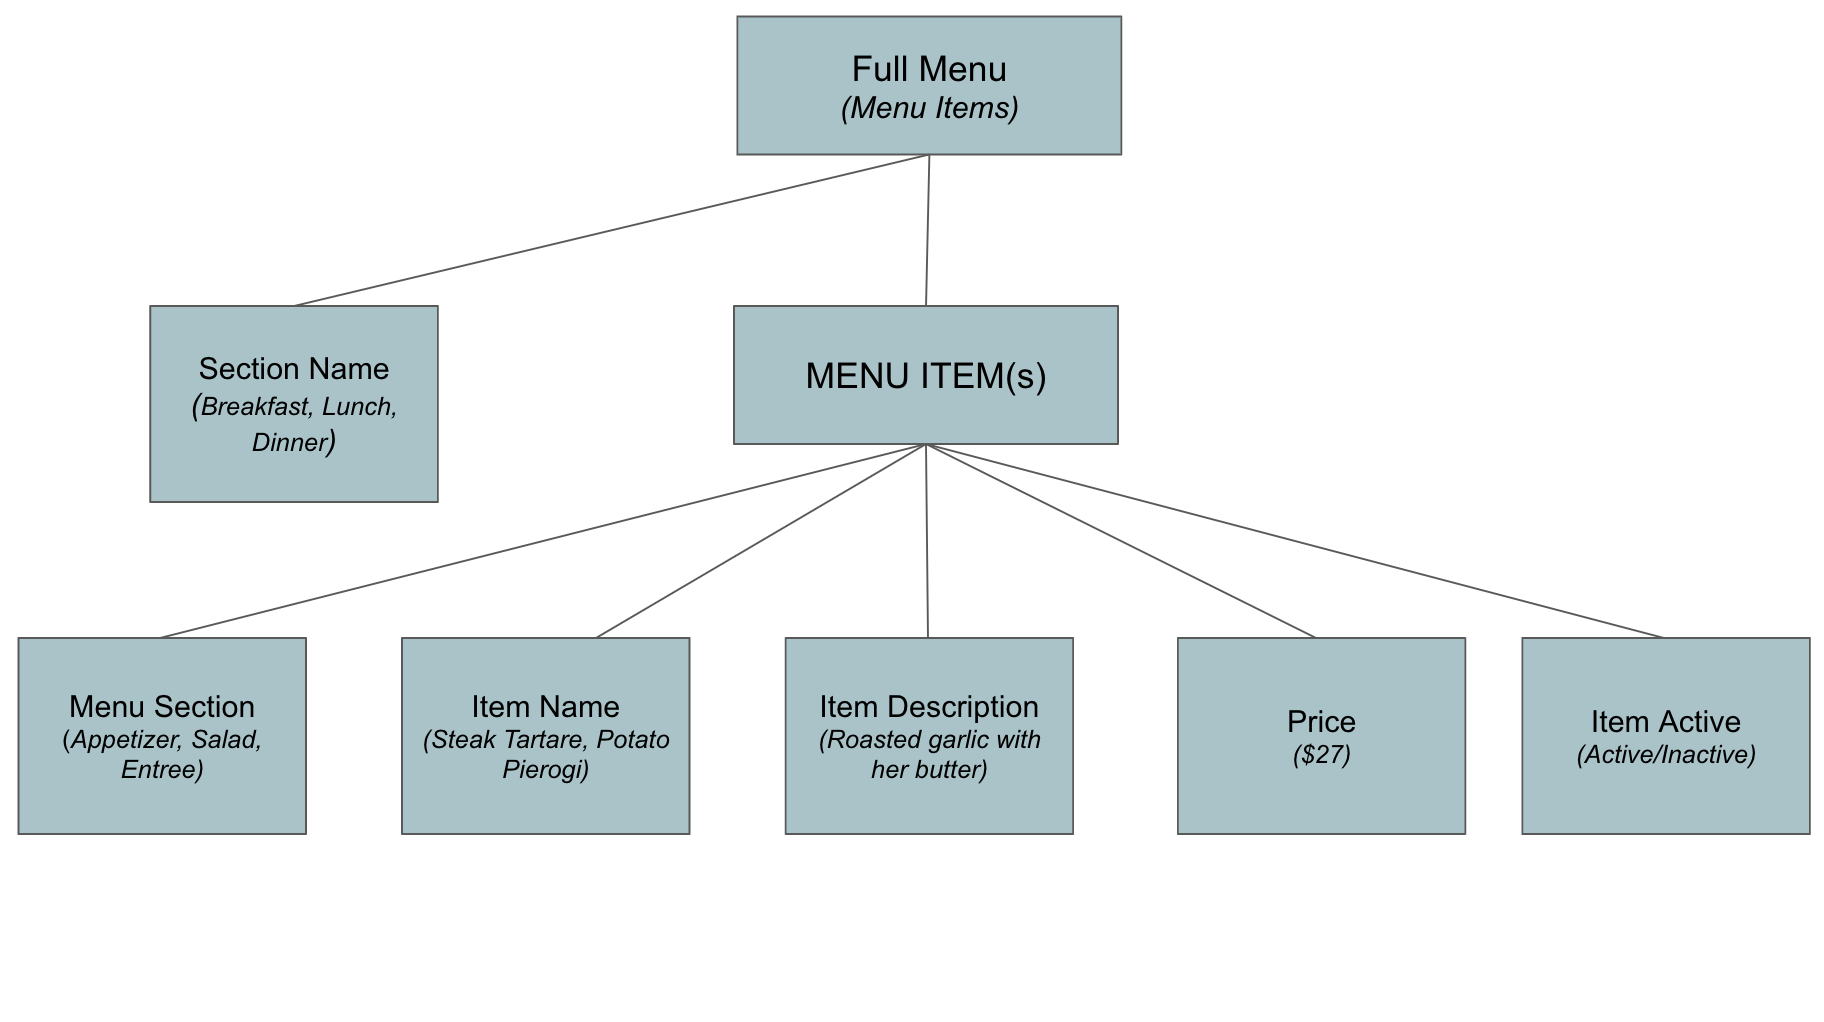 Full Menu
(Menu Items)
Section Name
(Breakfast, Lunch,
Dinner)
MENU ITEM(s)
Menu Section
(Appetizer, Salad,
Entree)
Item Name
(Steak Tartare, Potato
Pierogi)
Item Description
(Roasted garlic with
her butter)
Price
($27)
Item Active
(Active/Inactive)